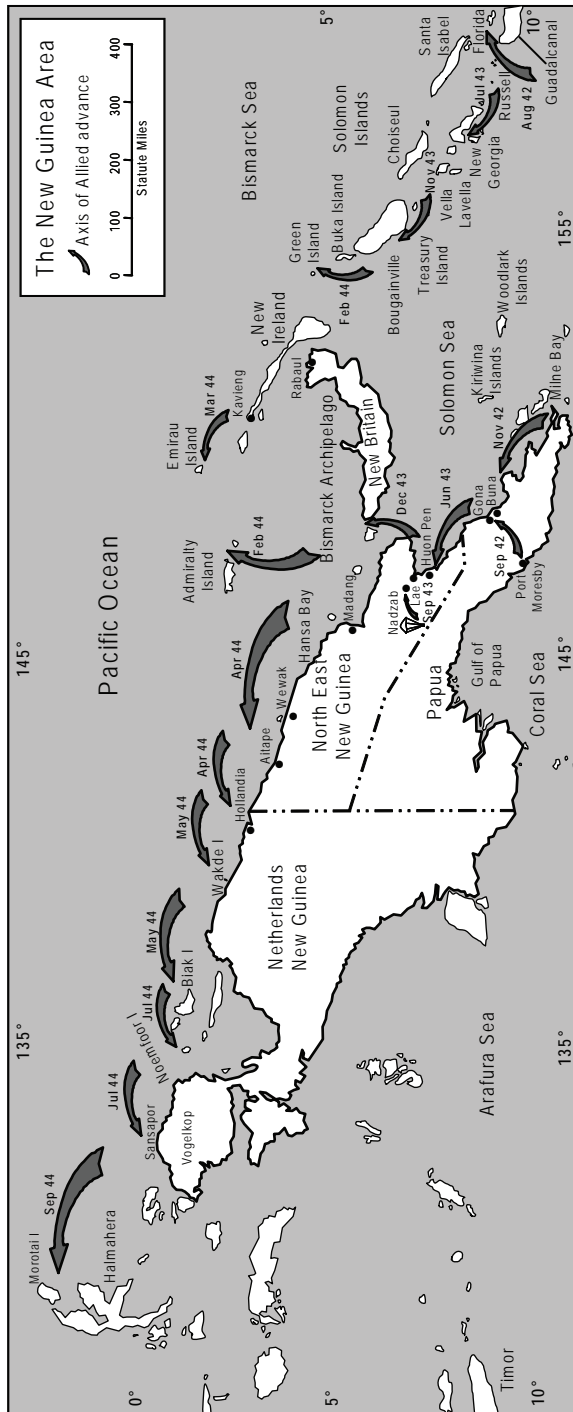 The New Guinea Area
Axis of Allied advance
0 100 200 300 400
Statute Miles
135°
145°
5°
10°
0°
5°
10°
135°
145°
155°
Pacific Ocean
Bismarck Sea
Solomon
Islands
Solomon Sea
Coral Sea
Arafura Sea
Gulf of
Papua
Bismarck Archipelago
Morotai I
Halmahera
Sep 44
Jul 44
Sansapor
Vogelkop
Noemfoor I
Jul 44
Biak I
May 44
Wakde I
May 44
Hollandia
Apr 44
Aitape
Wewak
Apr 44
Hansa Bay
Madang
Admiralty
Island
Feb 44
Emirau
Island
Mar 44
Kavieng
New
Ireland
Rabaul
New Britain
Dec 43
Green
Island
Feb 44
Buka Island
Bougainville
Treasury
Island
Nov 43
Choiseul
Vella
Lavella
New
Georgia
Jul 43
Russell
Santa
Isabel
Florida
Guadalcanal
Aug 42
Netherlands
New Guinea
North East
New Guinea
Papua
Nadzab
Lae
Sep 43
Huon Pen
Jun 43
Gona
Buna
Sep 42
Port
Moresby
Nov 42
Milne Bay
Kiriwina
Islands
Woodlark
Islands
Timor